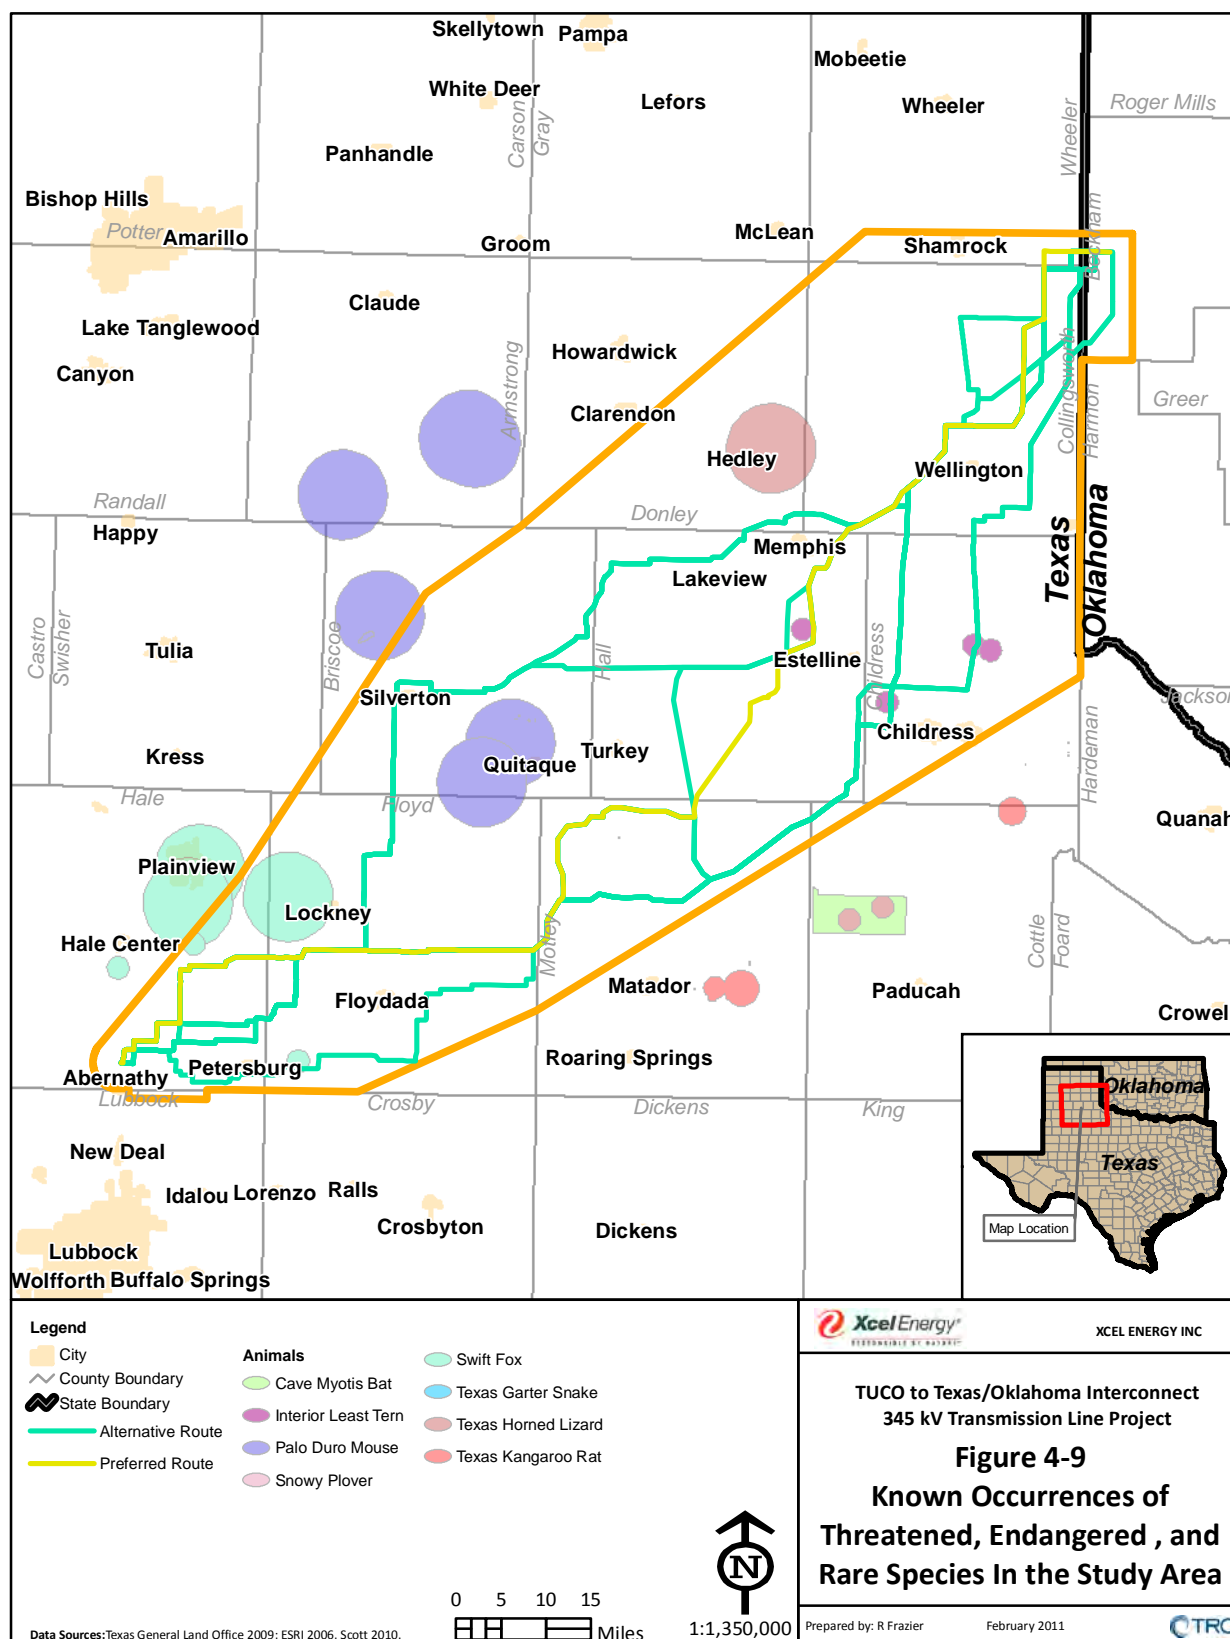 Skellytown
Pampa
Mobeetie
White Deer
Lefors
Wheeler
Wheeler
Roger Mills
Carson
Gray
Panhandle
Bishop Hills
Potter
Amarillo
Groom
McLean
Shamrock
Beckham
Claude
Lake Tanglewood
Canyon
Howardwick
Armstrong
Clarendon
Collingsworth
Harmon
Greer
Hedley
Wellington
Randall
Happy
Donley
Memphis
Lakeview
Texas
Oklahoma
Castro
Swisher
Tulia
Briscoe
Hall
Childress
Estelline
Silverton
Jackson
Childress
Quitaque
Turkey
Kress
Hardeman
Hale
Floyd
Quanah
Plainview
Lockney
Hale Center
Motley
Cottle
Foard
Floydada
Matador
Paducah
Crowel
Abernathy
Petersburg
Roaring Springs
Lubbock
Crosby
Dickens
King
New Deal
Idalou
Lorenzo
Ralls
Crosbyton
Dickens
Lubbock
Wolfforth
Buffalo Springs
Oklahoma
Texas
Map Location
Legend
City
County Boundary
State Boundary
Alternative Route
Preferred Route
Animals
Cave Myotis Bat
Interior Least Tern
Palo Duro Mouse
Snowy Plover
Swift Fox
Texas Garter Snake
Texas Horned Lizard
Texas Kangaroo Rat
0 5 10 15
Miles
N
1:1,350,000
Data Sources:Texas General Land Office 2009; ESRI 2006, Scott 2010.
Xcel Energy®
RESPONSIBLE BY NATURE™
XCEL ENERGY INC
TUCO to Texas/Oklahoma Interconnect
345 kV Transmission Line Project
Figure 4-9
Known Occurrences of
Threatened, Endangered , and
Rare Species In the Study Area
Prepared by: R Frazier
February 2011
TRC